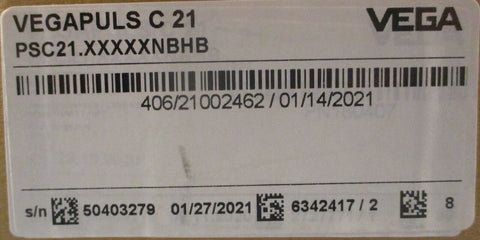 VEGAPULS C 21
VEGA
PSC21.XXXXXNBHB
406/21002462 / 01/14/2021
s/n 50403279 01/27/2021 6342417 / 2 8